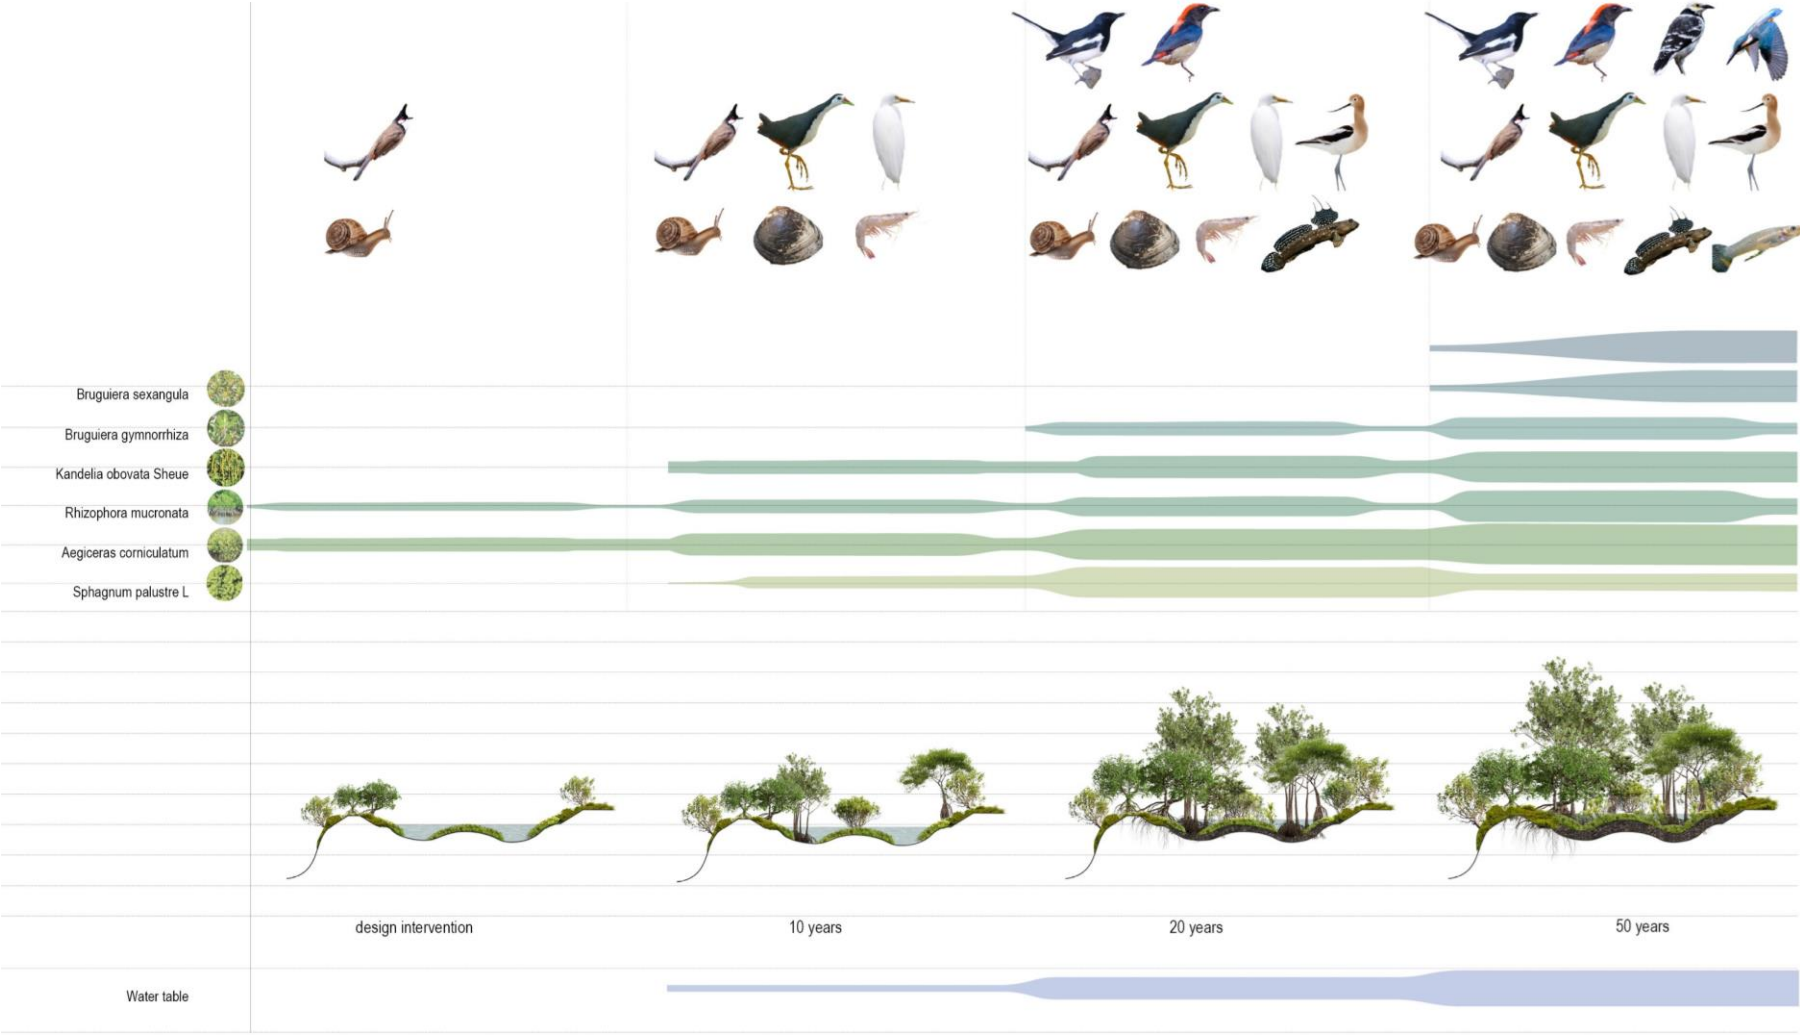 Bruguiera sexangula
Bruguiera gymnorrhiza
Kandelia obovata Sheue
Rhizophora mucronata
Aegiceras corniculatum
Sphagnum palustre L
design intervention
10 years
20 years
50 years
Water table